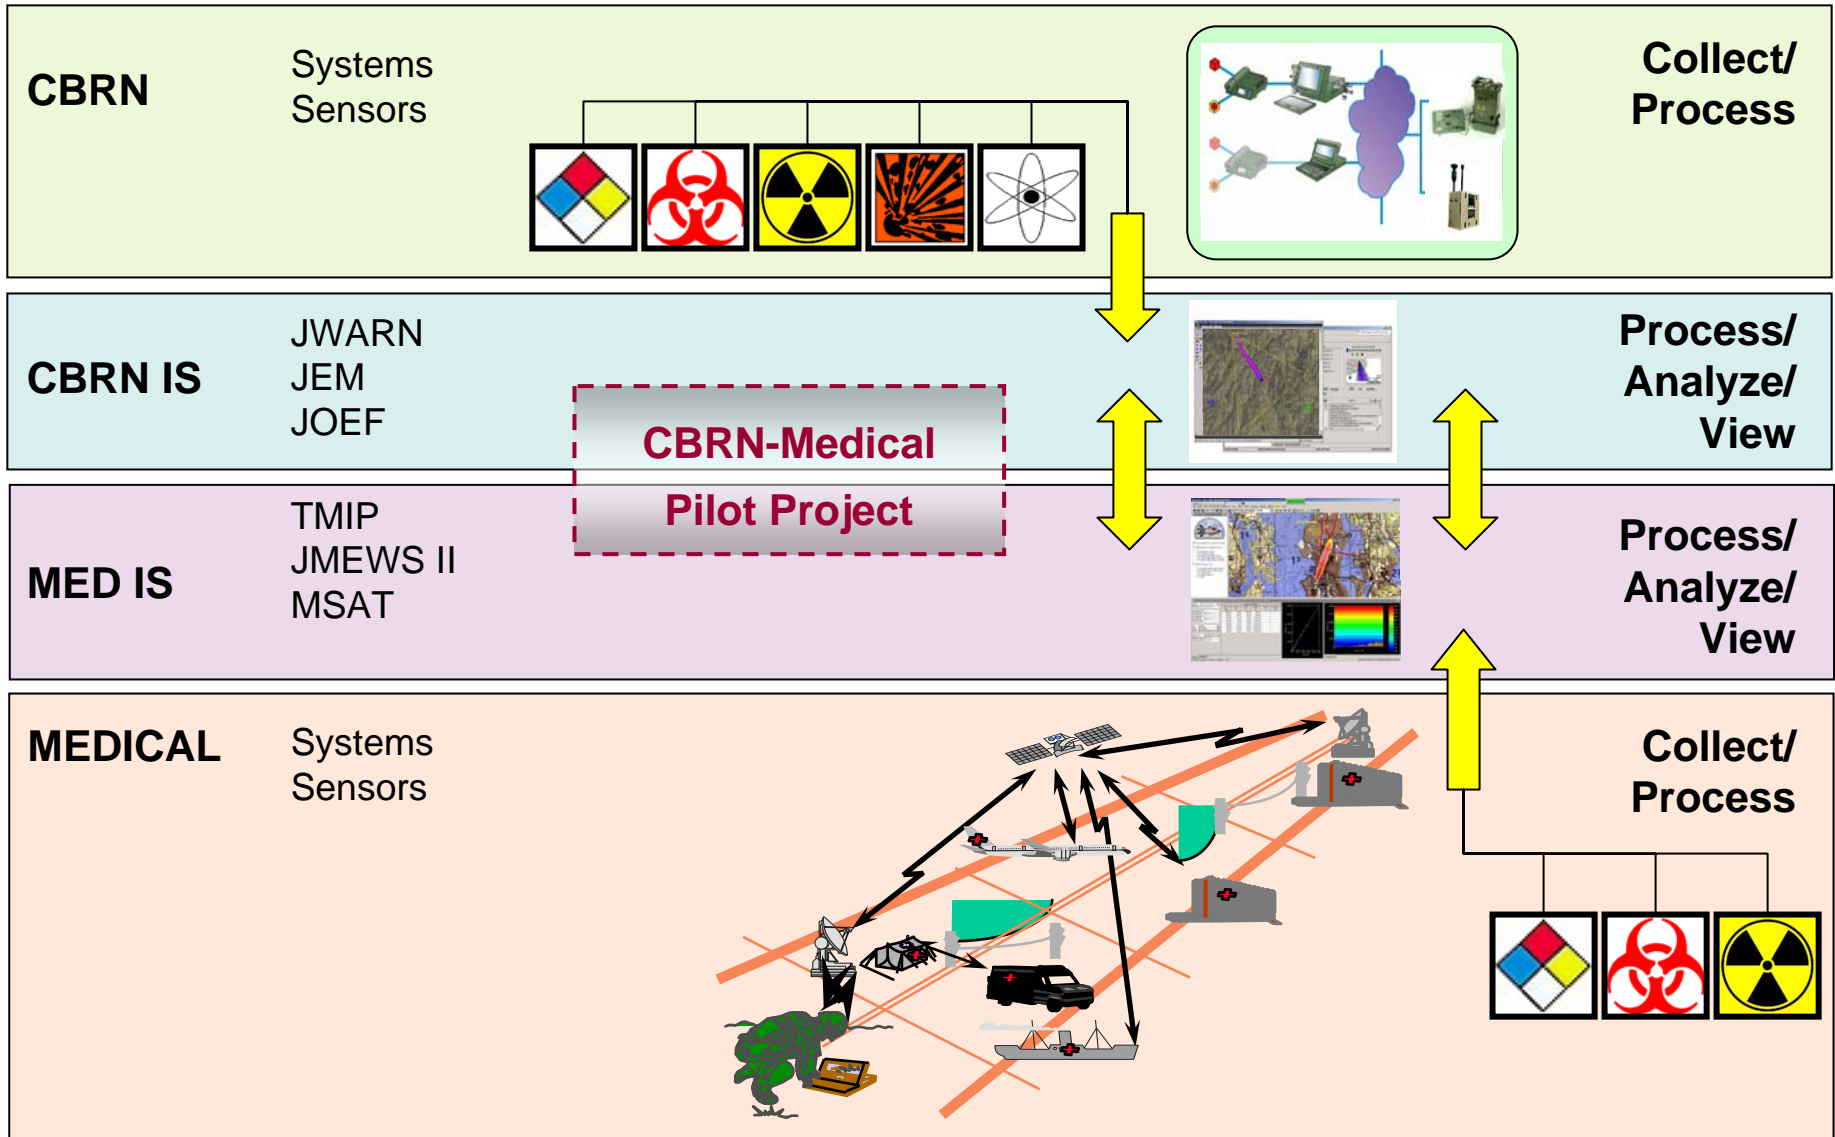 CBRN
Systems
Sensors
Collect/
Process
CBRN IS
JWARN
JEM
JOEF
Process/
Analyze/
View
CBRN-Medical
Pilot Project
MED IS
TMIP
JMEWS II
MSAT
Process/
Analyze/
View
MEDICAL
Systems
Sensors
Collect/
Process